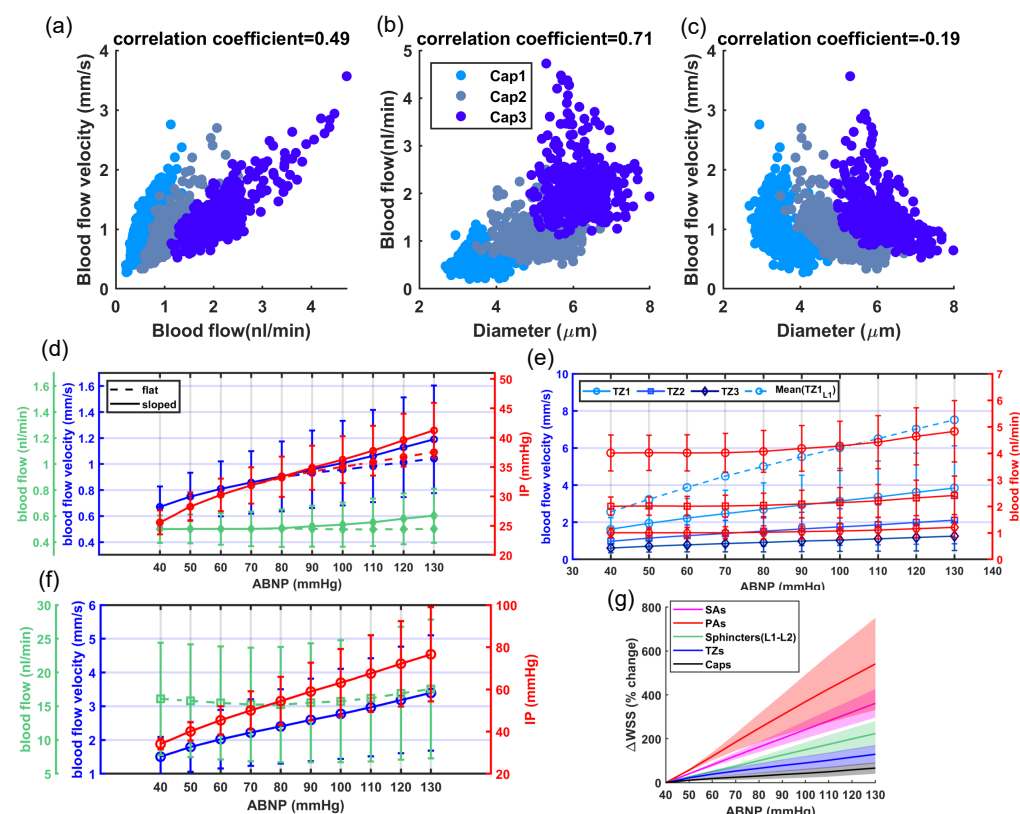 (a)
correlation coefficient=0.49
Blood flow velocity (mm/s)
4
3
2
1
0
0 1 2 3 4
Blood flow(nl/min)
(b)
correlation coefficient=0.71
Blood flow(nl/min)
5
4
3
2
1
0
Cap1
Cap2
Cap3
2 4 6 8
Diameter (μm)
(c)
correlation coefficient=-0.19
Blood flow velocity (mm/s)
4
3
2
1
0
2 4 6 8
Diameter (μm)
(d)
blood flow (nl/min)
1.6
1.4
1.2
1
0.8
0.6
0.4
blood flow velocity (mm/s)
1.6
1.4
1.2
1
0.8
0.6
0.4
flat
sloped
50
45
40
35
30
25
20
IP (mmHg)
40 50 60 70 80 90 100 110 120 130
ABNP (mmHg)
(e)
blood flow velocity (mm/s)
10
8
6
4
2
0
TZ1 TZ2 TZ3 Mean(TZ1L1)
7
6
5
4
3
2
1
0
blood flow (nl/min)
30 40 50 60 70 80 90 100 110 120 130 140
ABNP (mmHg)
(f)
blood flow (nl/min)
30
25
20
15
10
5
blood flow velocity (mm/s)
6
5
4
3
2
1
100
80
60
40
20
IP (mmHg)
40 50 60 70 80 90 100 110 120 130
ABNP (mmHg)
(g)
ΔWSS (% change)
800
600
400
200
0
SAs
PAs
Sphincters(L1-L2)
TZs
Caps
40 50 60 70 80 90 100 110 120 130
ABNP (mmHg)